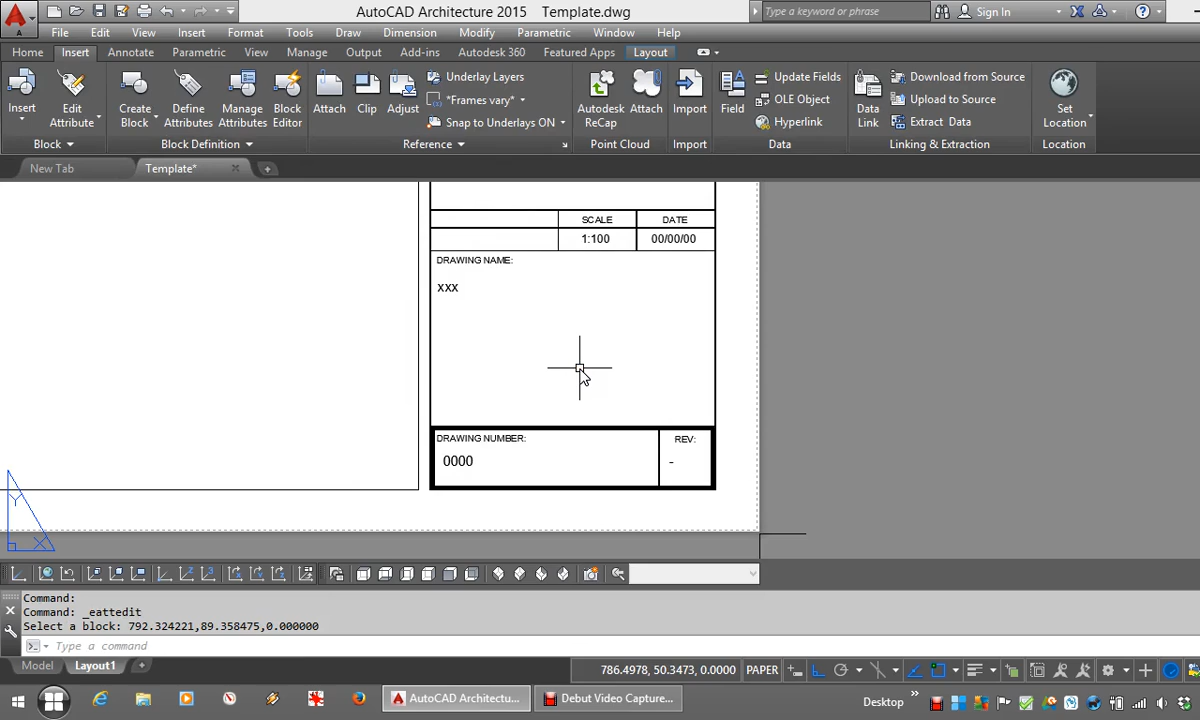 AutoCAD Architecture 2015 Template.dwg
Type a keyword or phrase
Sign In
File Edit View Insert Format Tools Draw Dimension Modify Parametric Window Help
Home Insert Annotate Parametric View Manage Output Add-ins Autodesk 360 Featured Apps Layout
Insert
Edit Attribute
Create Block
Define Attributes
Manage Attributes
Block Editor
Attach
Clip
Adjust
Underlay Layers
*Frames vary*
Snap to Underlays ON
Autodesk ReCap
Attach
Import
Field
Update Fields
OLE Object
Hyperlink
Data Link
Download from Source
Upload to Source
Extract Data
Set Location
Block Block Definition Reference Point Cloud Import Data Linking & Extraction Location
New Tab Template*
SCALE DATE
1:100 00/00/00
DRAWING NAME:
xxx
DRAWING NUMBER: REV:
0000 -
Y
X
Command:
Command: _eattedit
Select a block: 792.324221,89.358475,0.000000
Type a command
Model Layout1
786.4978, 50.3473, 0.0000 PAPER
AutoCAD Architectu...
Debut Video Capture...
Desktop